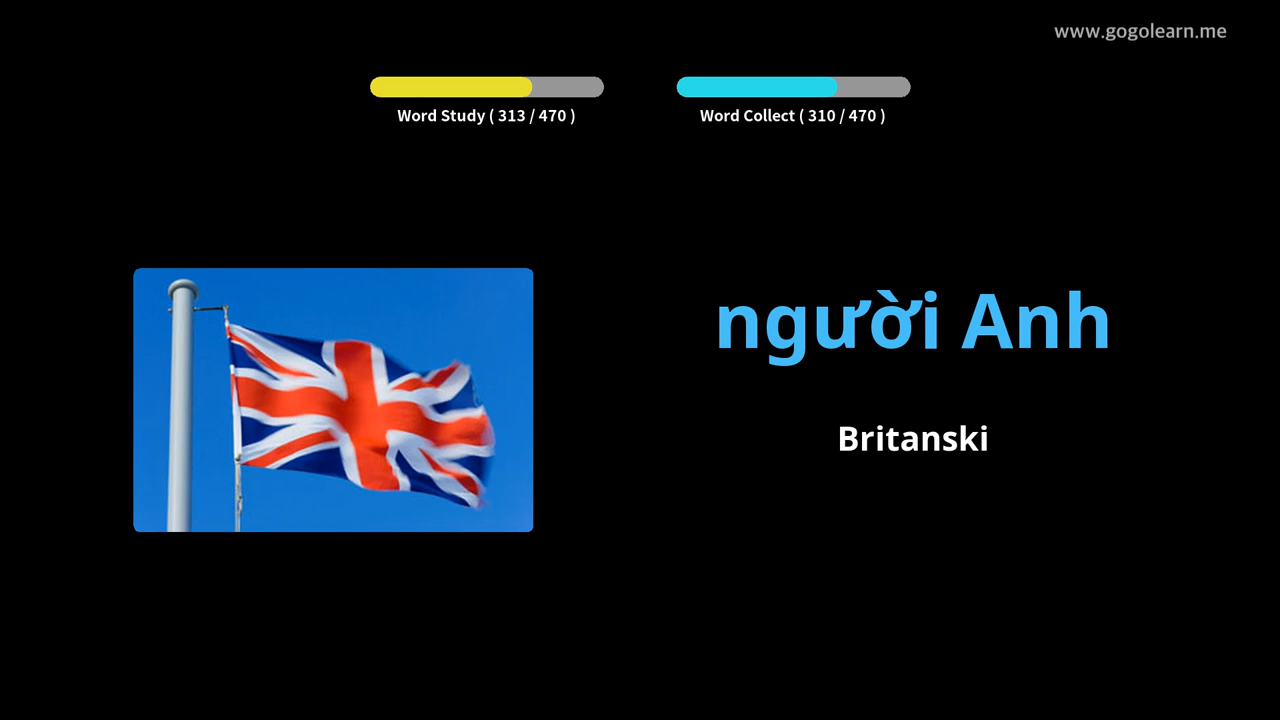 www.gogolearn.me
Word Study ( 313 / 470 )
Word Collect ( 310 / 470 )
người Anh
Britanski